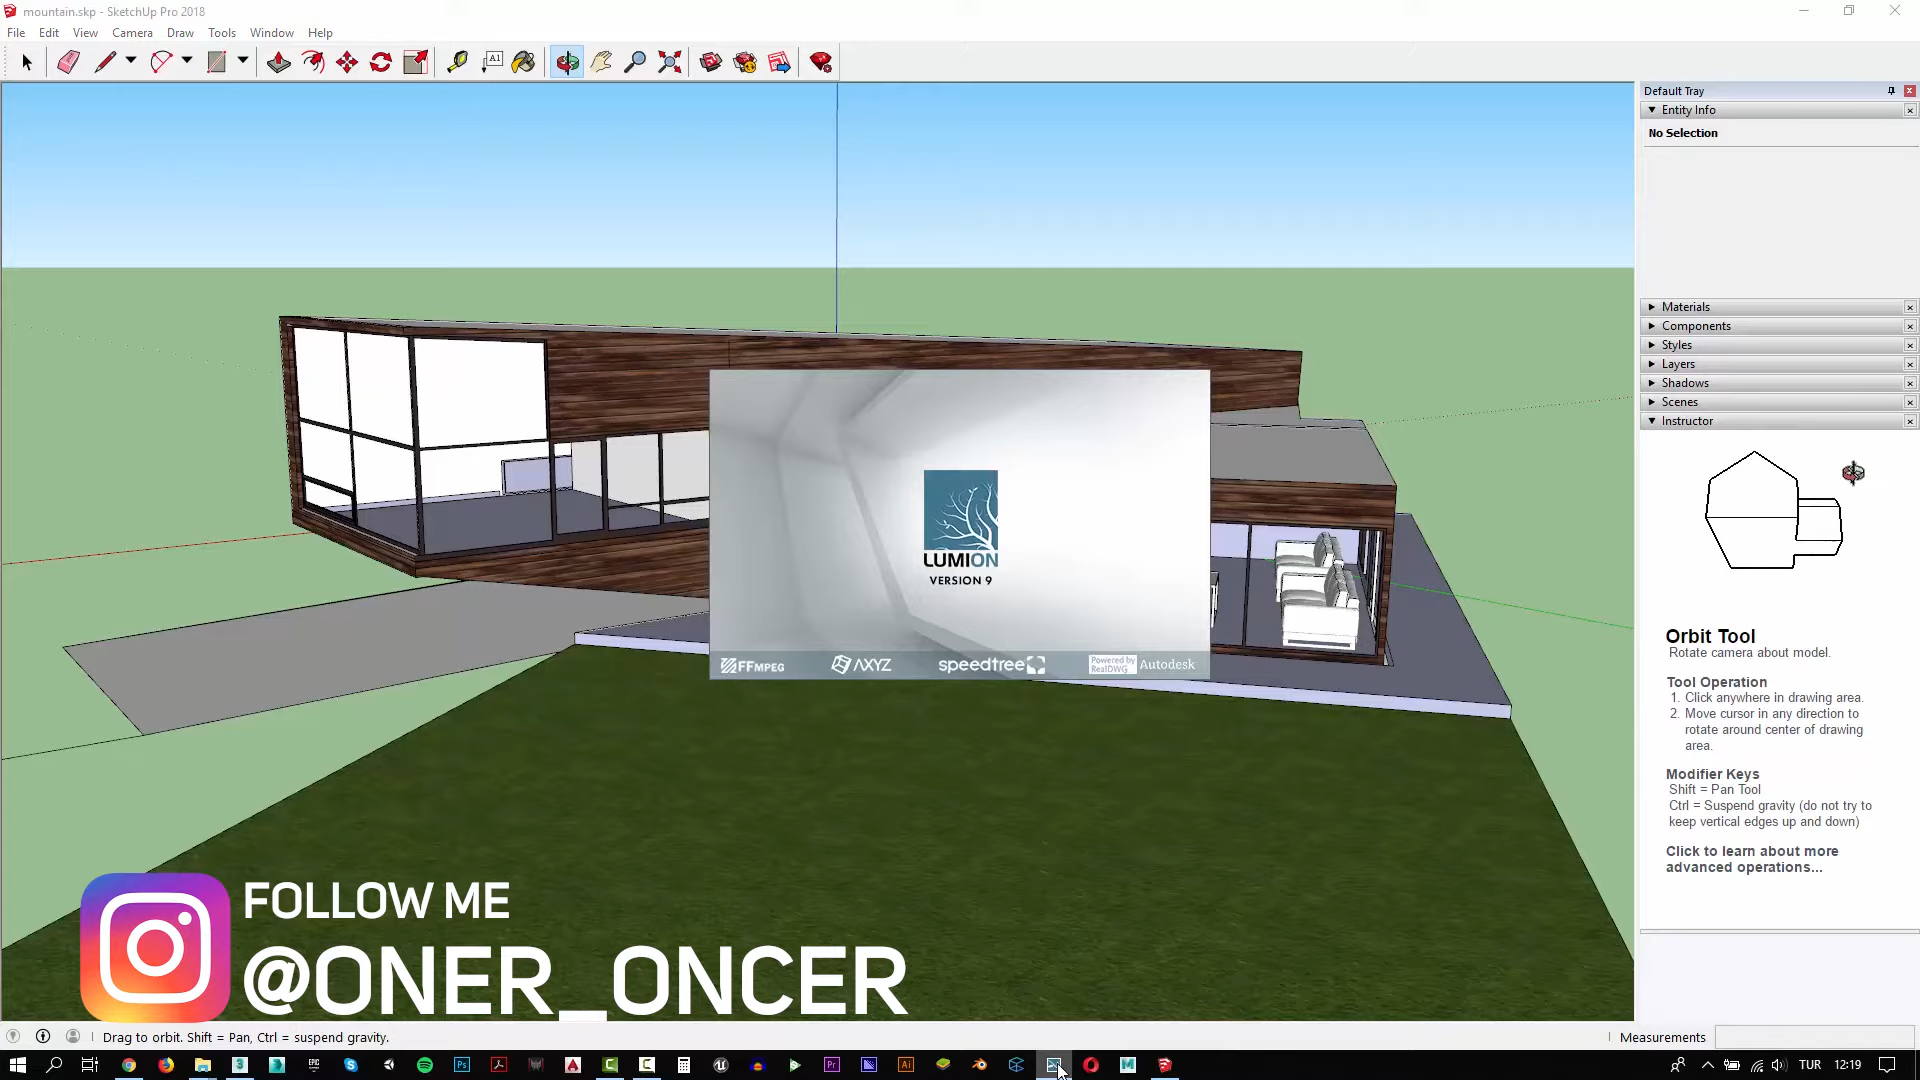 mountain.skp - SketchUp Pro 2018
File Edit View Camera Draw Tools Window Help
A1
Default Tray
Entity Info
No Selection
Materials
Components
Styles
Layers
Shadows
Scenes
Instructor
LUMION
VERSION 9
FFMPEG AXYZ speedtree Powered by RealDWG Autodesk
Orbit Tool
Rotate camera about model.
Tool Operation
1. Click anywhere in drawing area.
2. Move cursor in any direction to
rotate around center of drawing
area.
Modifier Keys
Shift = Pan Tool
Ctrl = Suspend gravity (do not try to
keep vertical edges up and down)
Click to learn about more
advanced operations...
FOLLOW ME
@ONER_ONCER
Drag to orbit. Shift = Pan, Ctrl = suspend gravity.
Measurements
TUR 12:19